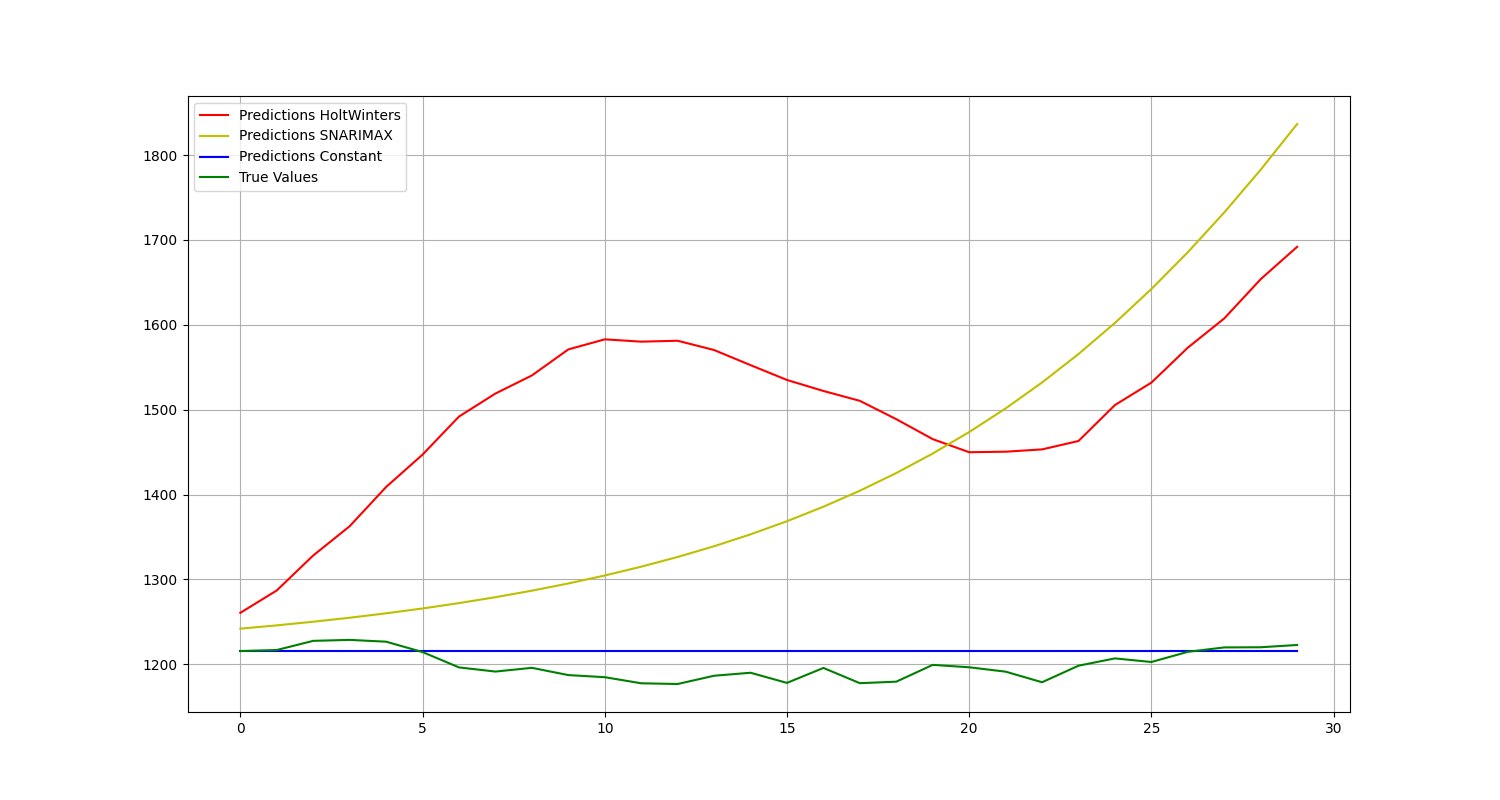 Predictions HoltWinters
Predictions SNARIMAX
Predictions Constant
True Values
1800
1700
1600
1500
1400
1300
1200
0 5 10 15 20 25 30